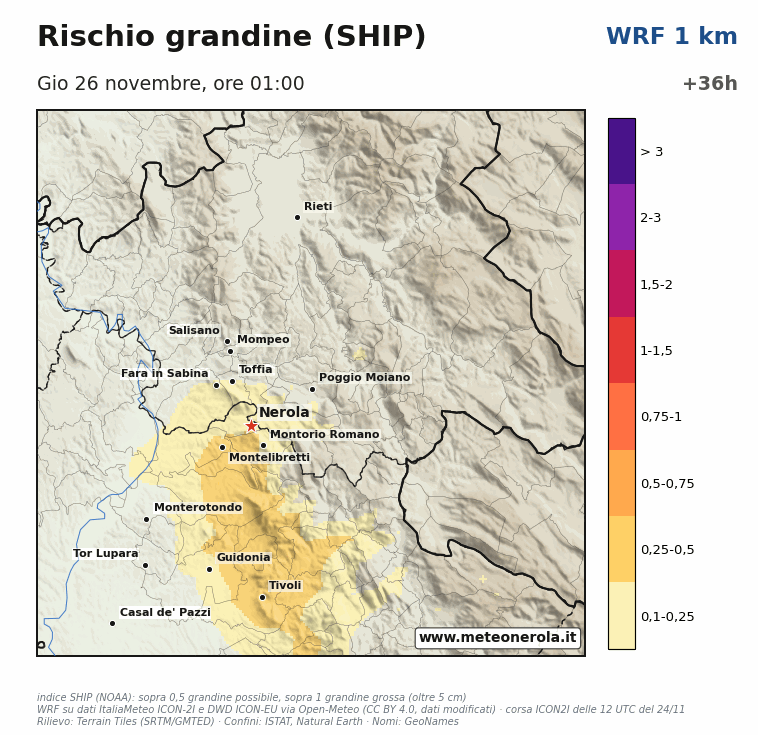 Rischio grandine (SHIP)
WRF 1 km
Gio 26 novembre, ore 01:00
+36h
> 3
2-3
1,5-2
1-1,5
0,75-1
0,5-0,75
0,25-0,5
0,1-0,25
Rieti
Salisano
Mompeo
Toffia
Fara in Sabina
Poggio Moiano
Nerola
Montorio Romano
Montelibretti
Monterotondo
Tor Lupara
Guidonia
Tivoli
Casal de' Pazzi
www.meteonerola.it
indice SHIP (NOAA): sopra 0,5 grandine possibile, sopra 1 grandine grossa (oltre 5 cm)
WRF su dati ItaliaMeteo ICON-2I e DWD ICON-EU via Open-Meteo (CC BY 4.0, dati modificati) · corsa ICON2I delle 12 UTC del 24/11
Rilievo: Terrain Tiles (SRTM/GMTED) · Confini: ISTAT, Natural Earth · Nomi: GeoNames